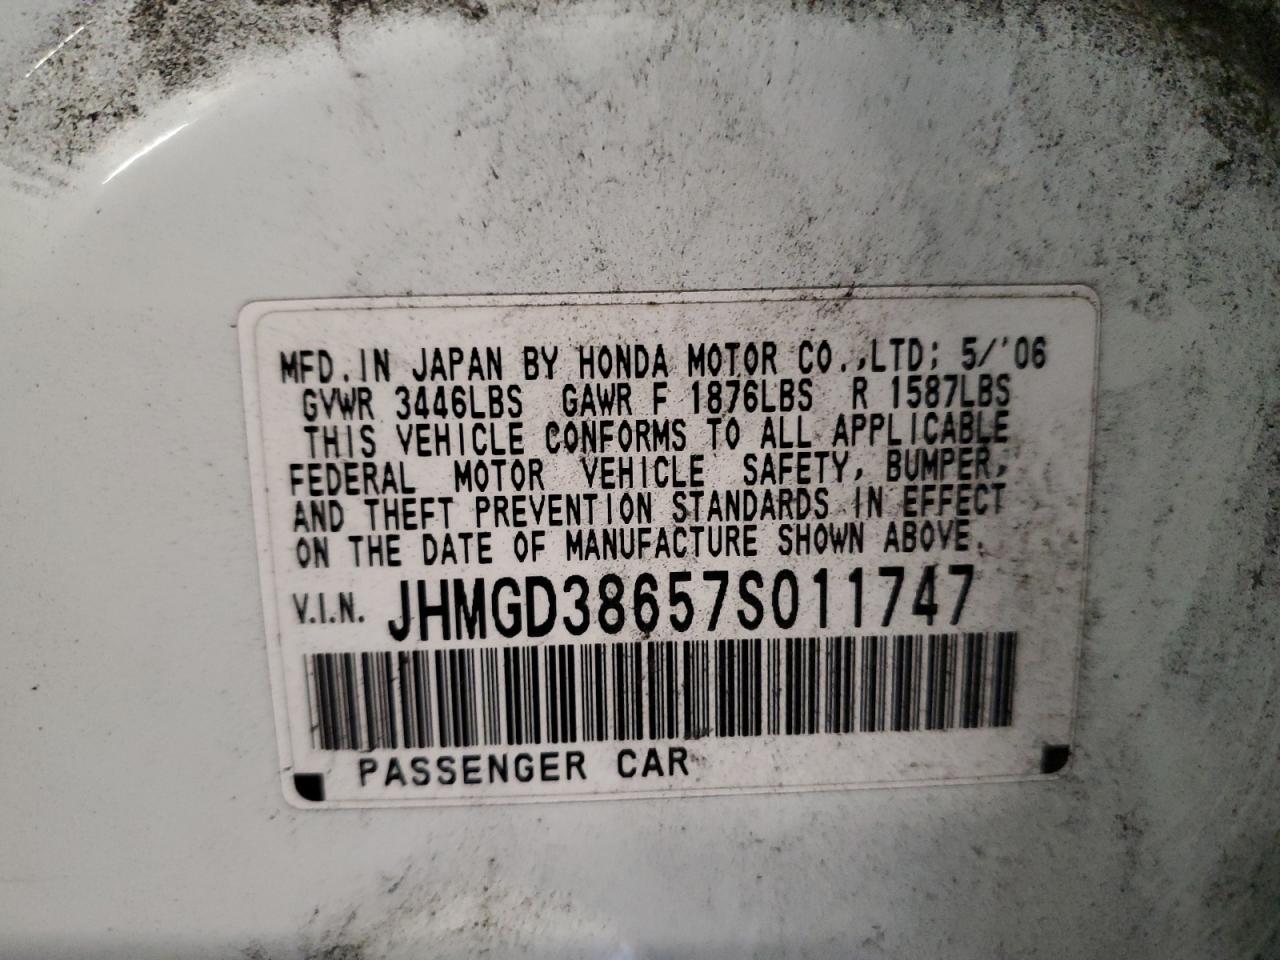 MFD.IN JAPAN BY HONDA MOTOR CO.,LTD; 5/'06
GVWR 3446LBS GAWR F 1876LBS R 1587LBS
THIS VEHICLE CONFORMS TO ALL APPLICABLE
FEDERAL MOTOR VEHICLE SAFETY, BUMPER,
AND THEFT PREVENTION STANDARDS IN EFFECT
ON THE DATE OF MANUFACTURE SHOWN ABOVE.
V.I.N. JHMGD38657S011747
PASSENGER CAR